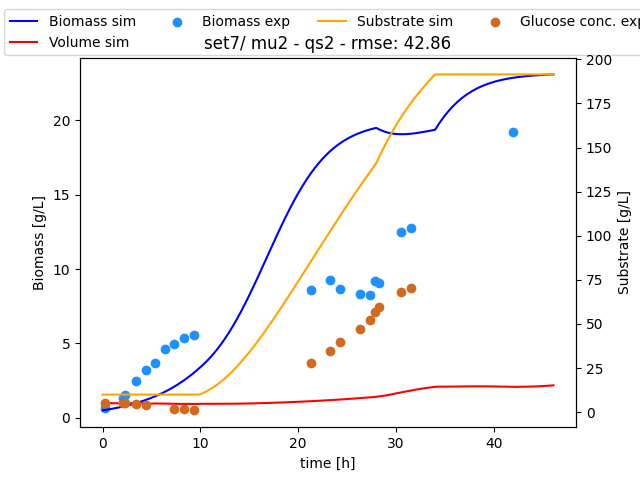 Biomass sim Biomass exp Substrate sim Glucose conc. exp
Volume sim
set7/ mu2 - qs2 - rmse: 42.86
Biomass [g/L]
20
15
10
5
0
200
175
150
125
100
75
50
25
0
Substrate [g/L]
0 10 20 30 40
time [h]